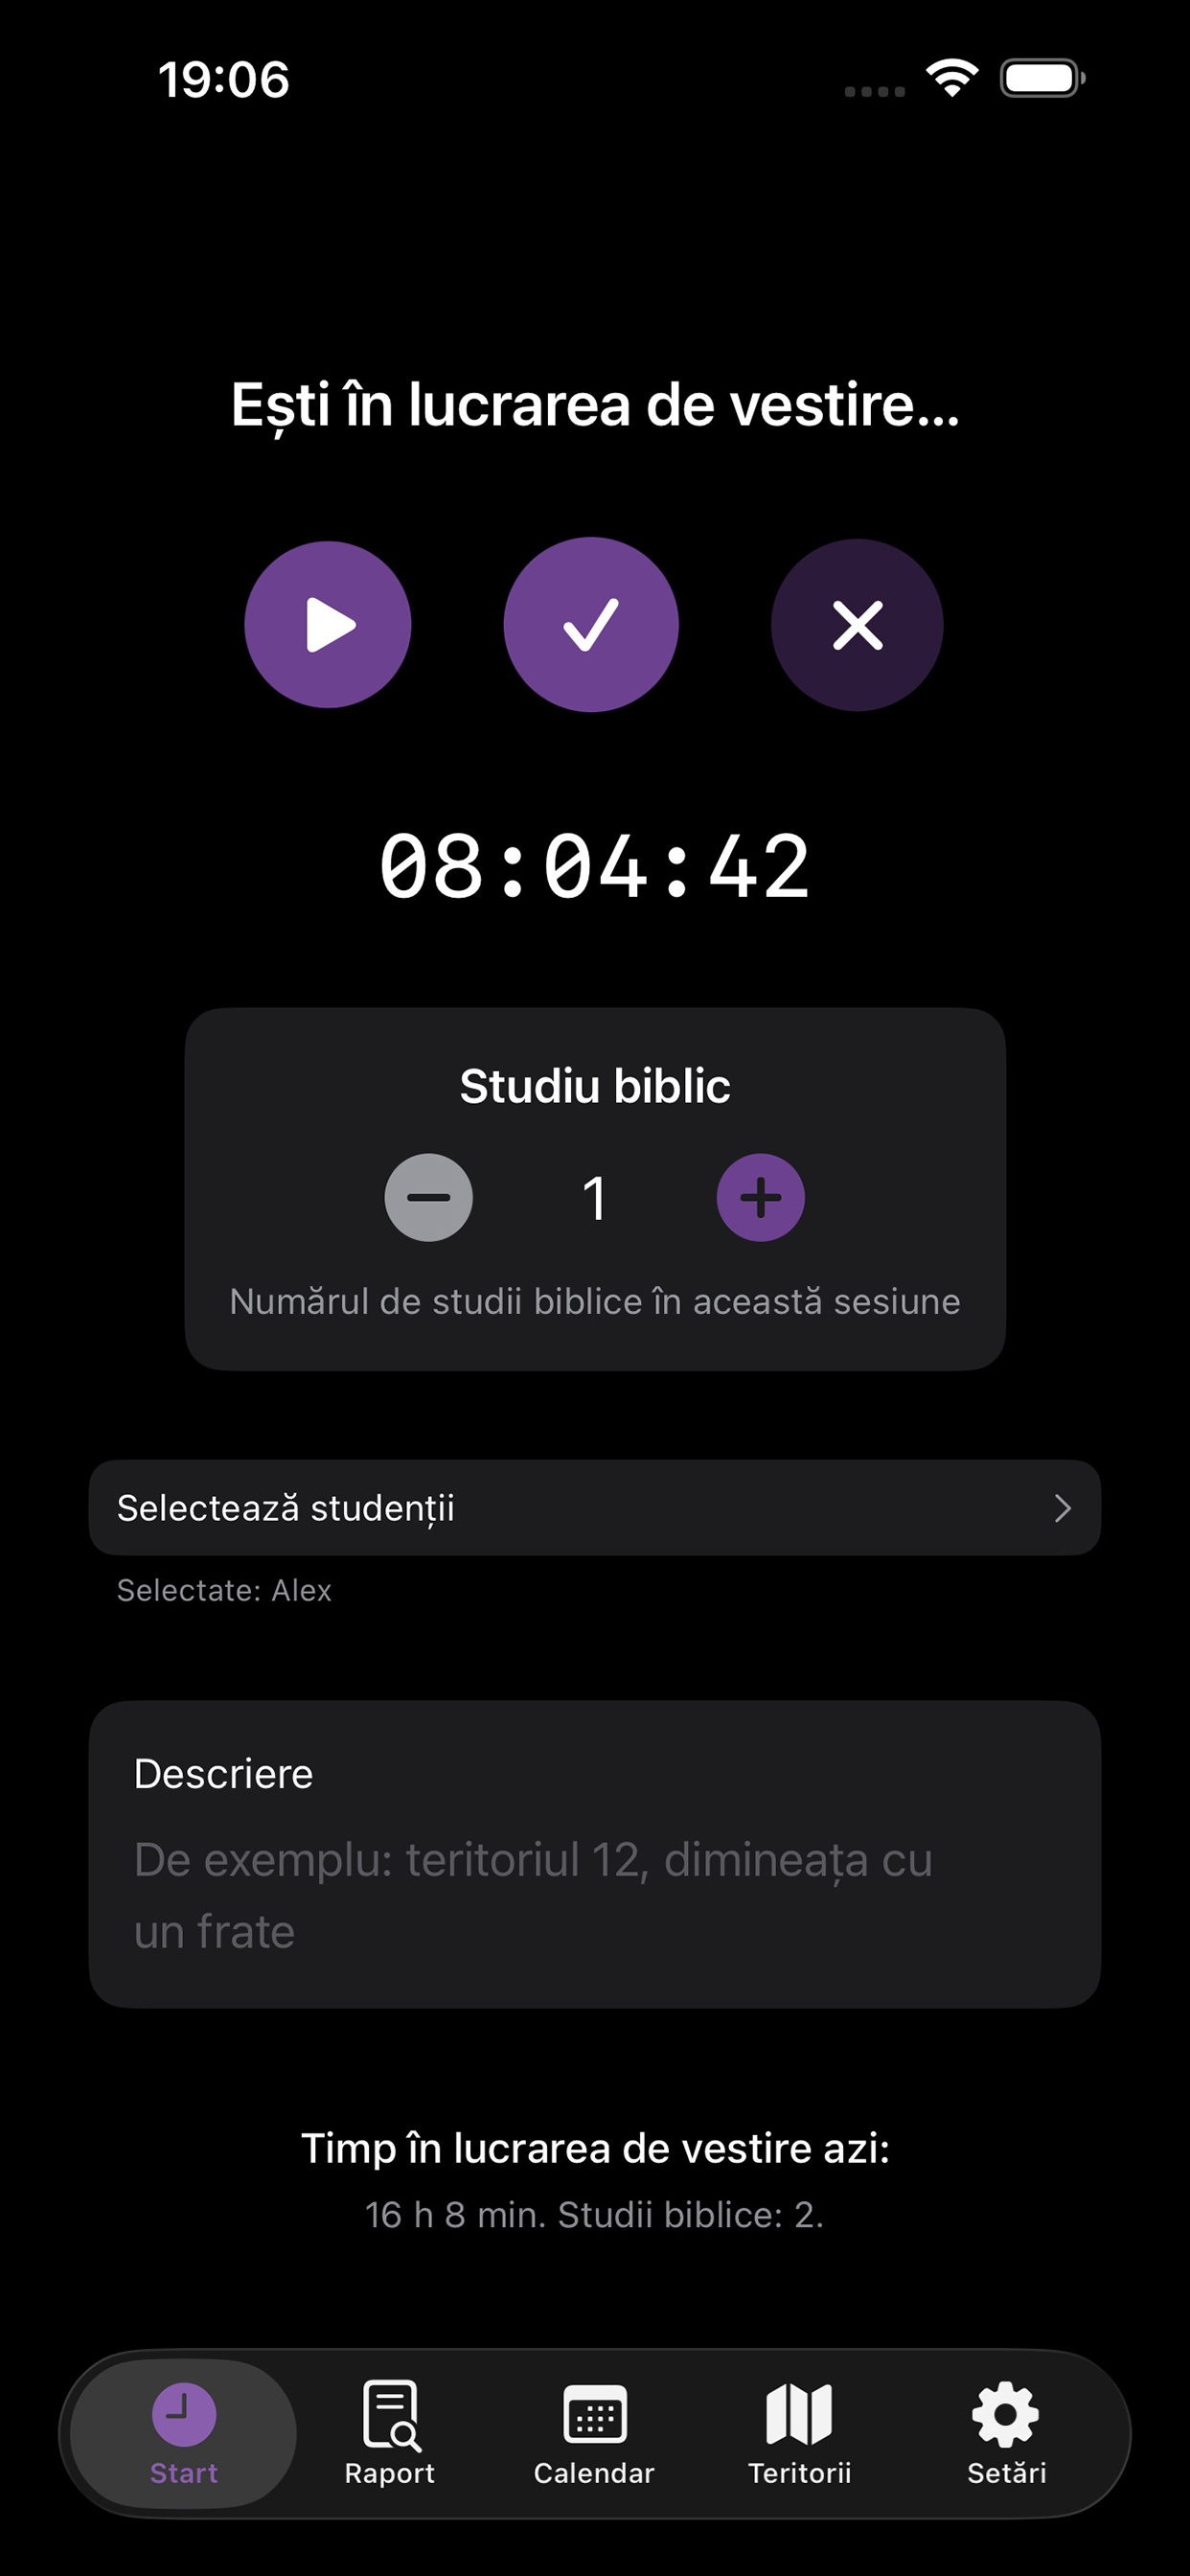 19:06
Ești în lucrarea de vestire...
08:04:42
Studiu biblic
1
Numărul de studii biblice în această sesiune
Selectează studenții
Selectate: Alex
Descriere
De exemplu: teritoriul 12, dimineața cu
un frate
Timp în lucrarea de vestire azi:
16 h 8 min. Studii biblice: 2.
Start
Raport
Calendar
Teritorii
Setări